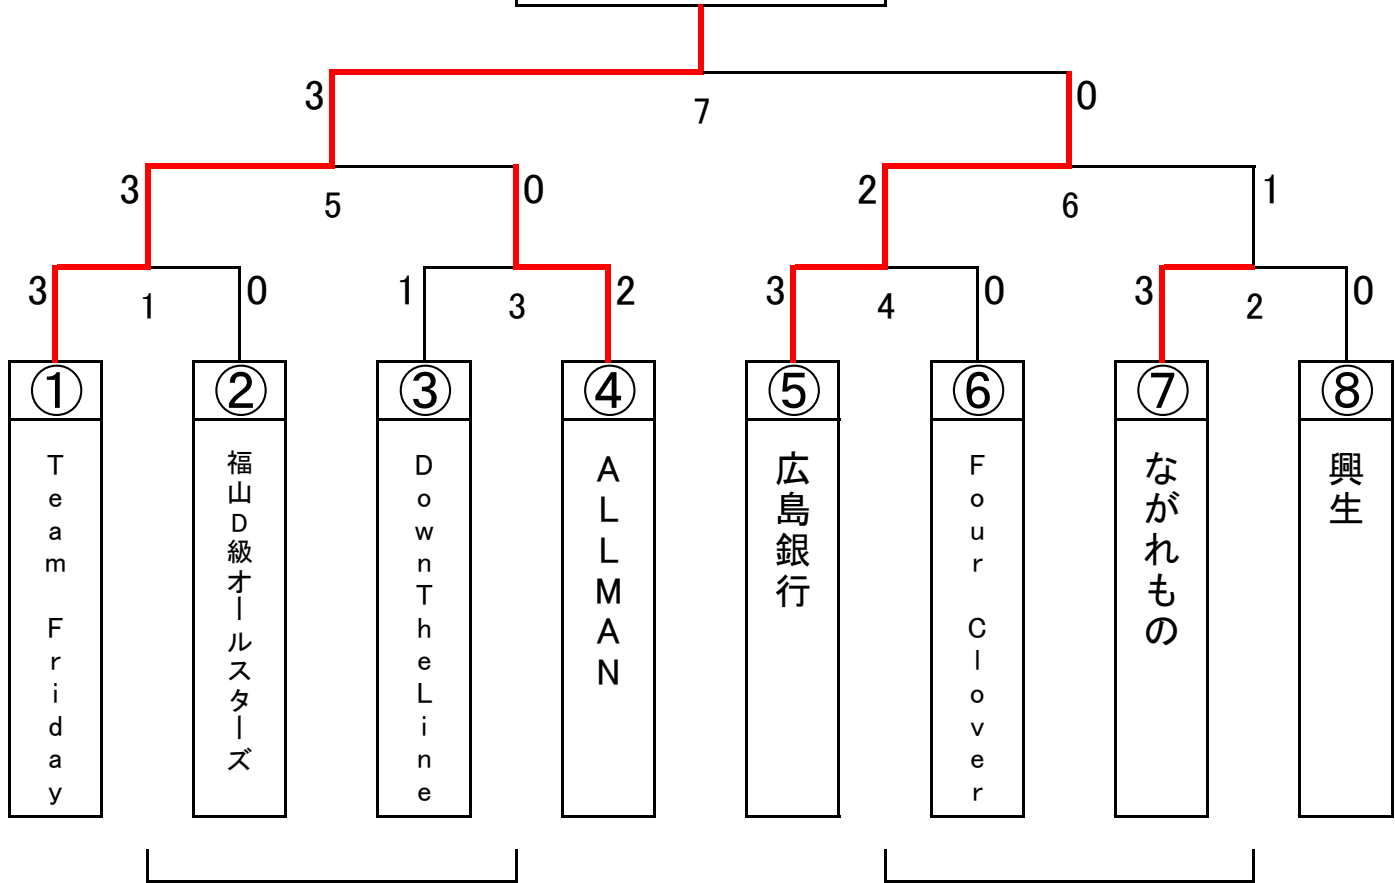 3 0
7
3 0 2 1
5 6
3 0 1 2 3 0 3 0
1 3 4 2
① ② ③ ④ ⑤ ⑥ ⑦ ⑧
Team Friday
福山D級オールスターズ
DownTheLine
ALLMAN
広島銀行
Four Clover
ながれもの
興生